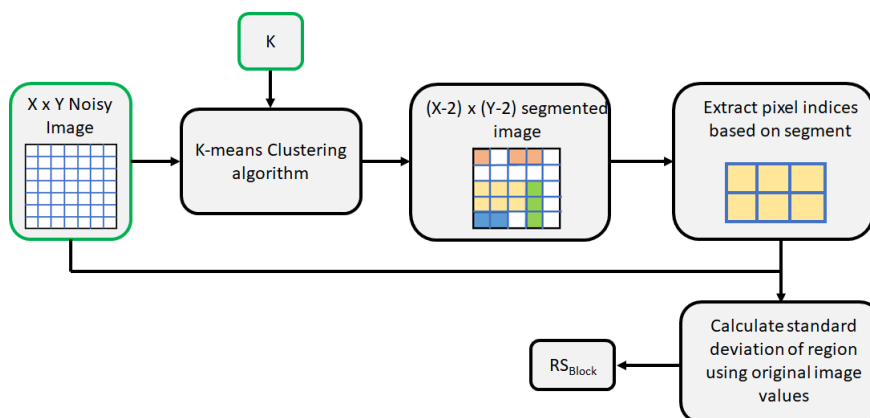 K
X x Y Noisy
Image
K-means Clustering
algorithm
(X-2) x (Y-2) segmented
image
Extract pixel indices
based on segment
Calculate standard
deviation of region
using original image
values
RSBlock